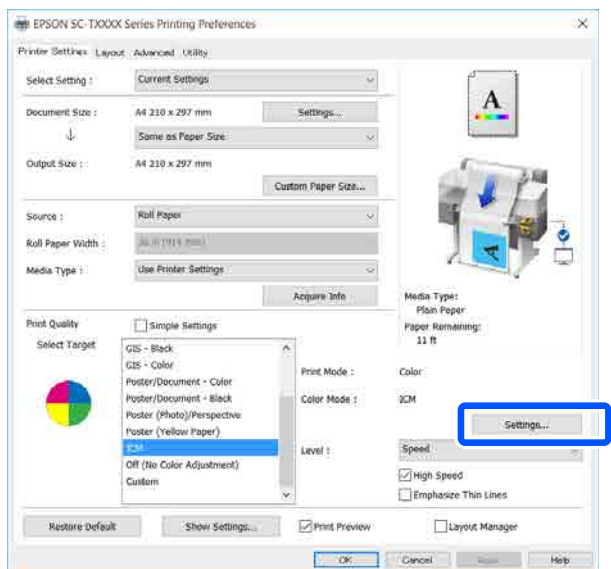 EPSON SC-TXXXX Series Printing Preferences
Printer Settings Layout Advanced Utility
Select Setting : Current Settings
Document Size : A4 210 x 297 mm Settings...
Same as Paper Size
Output Size : A4 210 x 297 mm
Custom Paper Size...
Source : Roll Paper
Roll Paper Width :
Media Type : Use Printer Settings
Acquire Info
Media Type:
Plain Paper
Paper Remaining:
11 ft
Print Quality Simple Settings
Select Target
GIS - Black
GIS - Color
Poster/Document - Color
Poster/Document - Black
Poster (Photo)/Perspective
Poster (Yellow Paper)
ICM
Off (No Color Adjustment)
Custom
Print Mode : Color
Color Mode : ICM
Settings...
Level : Speed
High Speed
Emphasize Thin Lines
Restore Default Show Settings... Print Preview Layout Manager
OK Cancel Apply Help
A
A